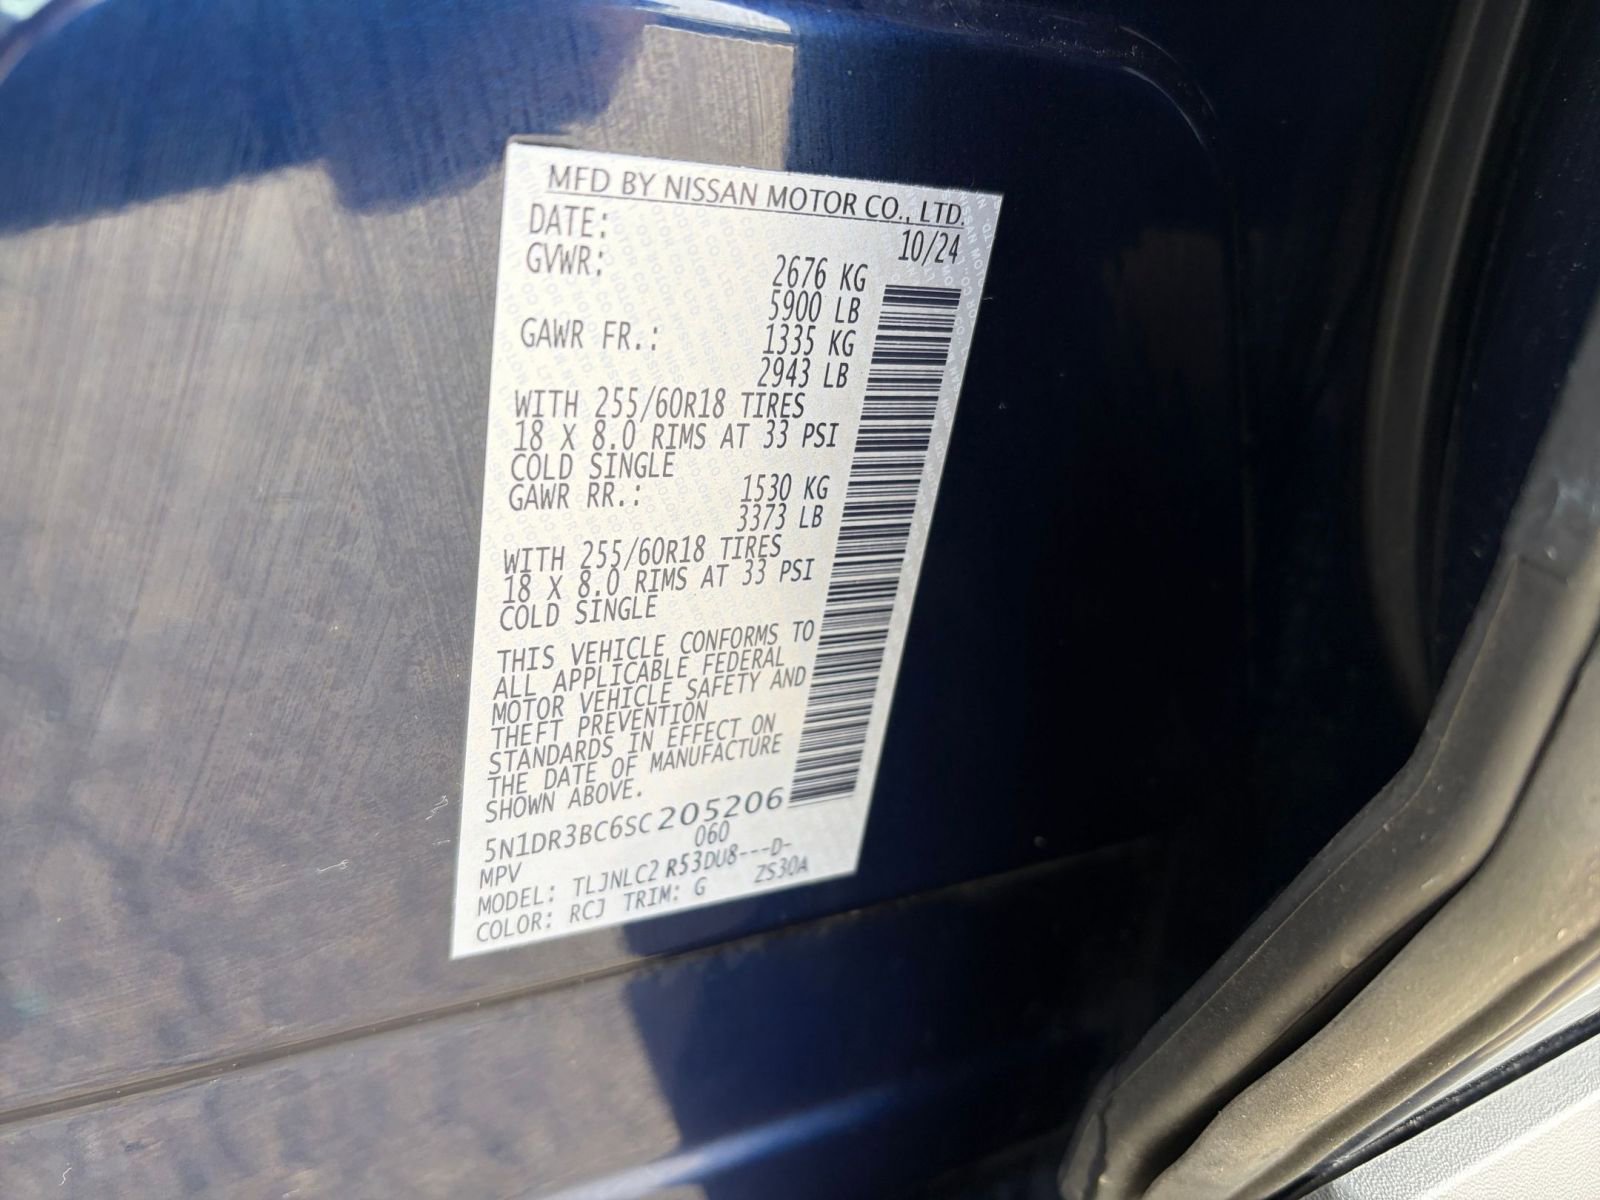 MFD BY NISSAN MOTOR CO., LTD.
DATE: 10/24
GVWR: 2676 KG
5900 LB
GAWR FR.: 1335 KG
2943 LB
WITH 255/60R18 TIRES
18 X 8.0 RIMS AT 33 PSI
COLD SINGLE
GAWR RR.: 1530 KG
3373 LB
WITH 255/60R18 TIRES
18 X 8.0 RIMS AT 33 PSI
COLD SINGLE
THIS VEHICLE CONFORMS TO
ALL APPLICABLE FEDERAL
MOTOR VEHICLE SAFETY AND
THEFT PREVENTION
STANDARDS IN EFFECT ON
THE DATE OF MANUFACTURE
SHOWN ABOVE.
5N1DR3BC6SC205206
MPV 060
MODEL: TLJNLC2 R53DU8---D-
COLOR: RCJ TRIM: G ZS30A